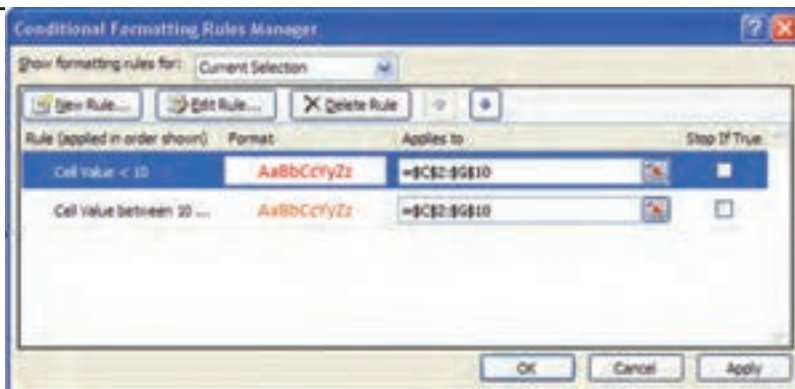 Conditional Formatting Rules Manager
Show formatting rules for: Current Selection
New Rule... Edit Rule... Delete Rule
Rule (applied in order shown) Format Applies to Stop If True
Cell Value < 10 AaBbCcYyZz =$C$2:$G$10
Cell Value between 10 ... AaBbCcYyZz =$C$2:$G$10
OK Cancel Apply